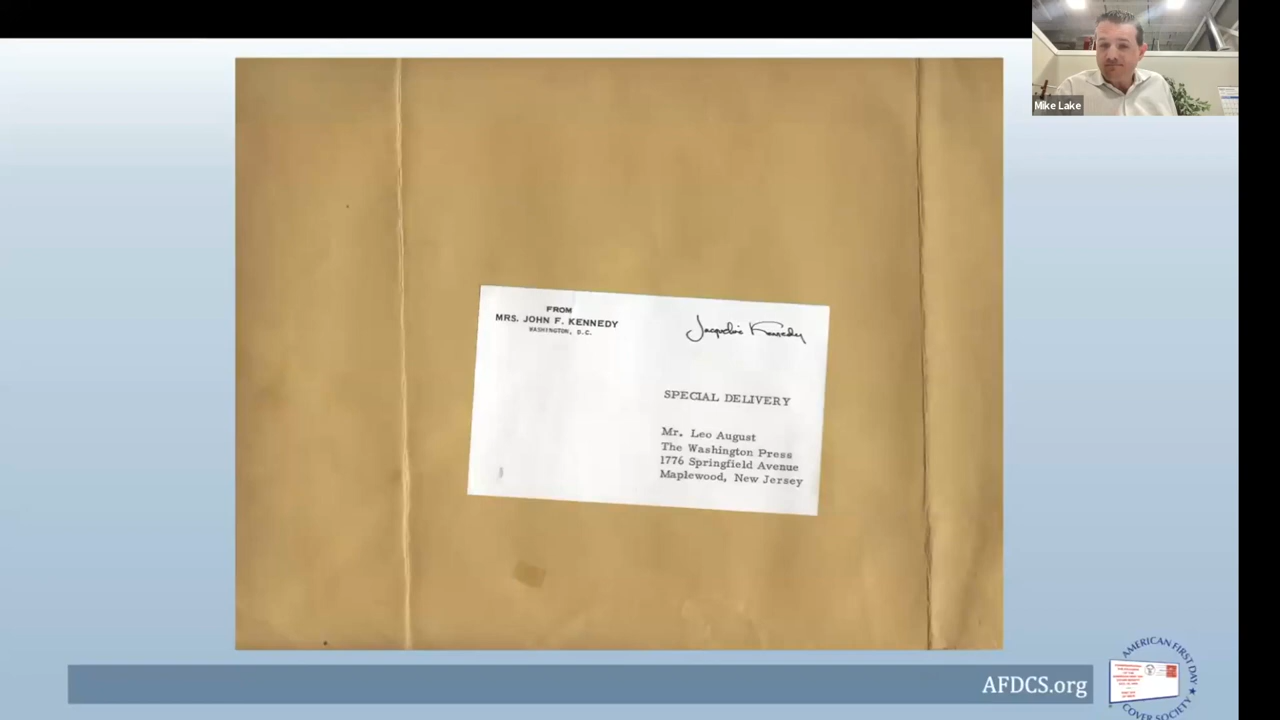 Mike Lake
FROM
MRS. JOHN F. KENNEDY
WASHINGTON, D.C.
Jacqueline Kennedy
SPECIAL DELIVERY
Mr. Leo August
The Washington Press
1776 Springfield Avenue
Maplewood, New Jersey
AFDCS.org
AMERICAN FIRST DAY
COVER SOCIETY